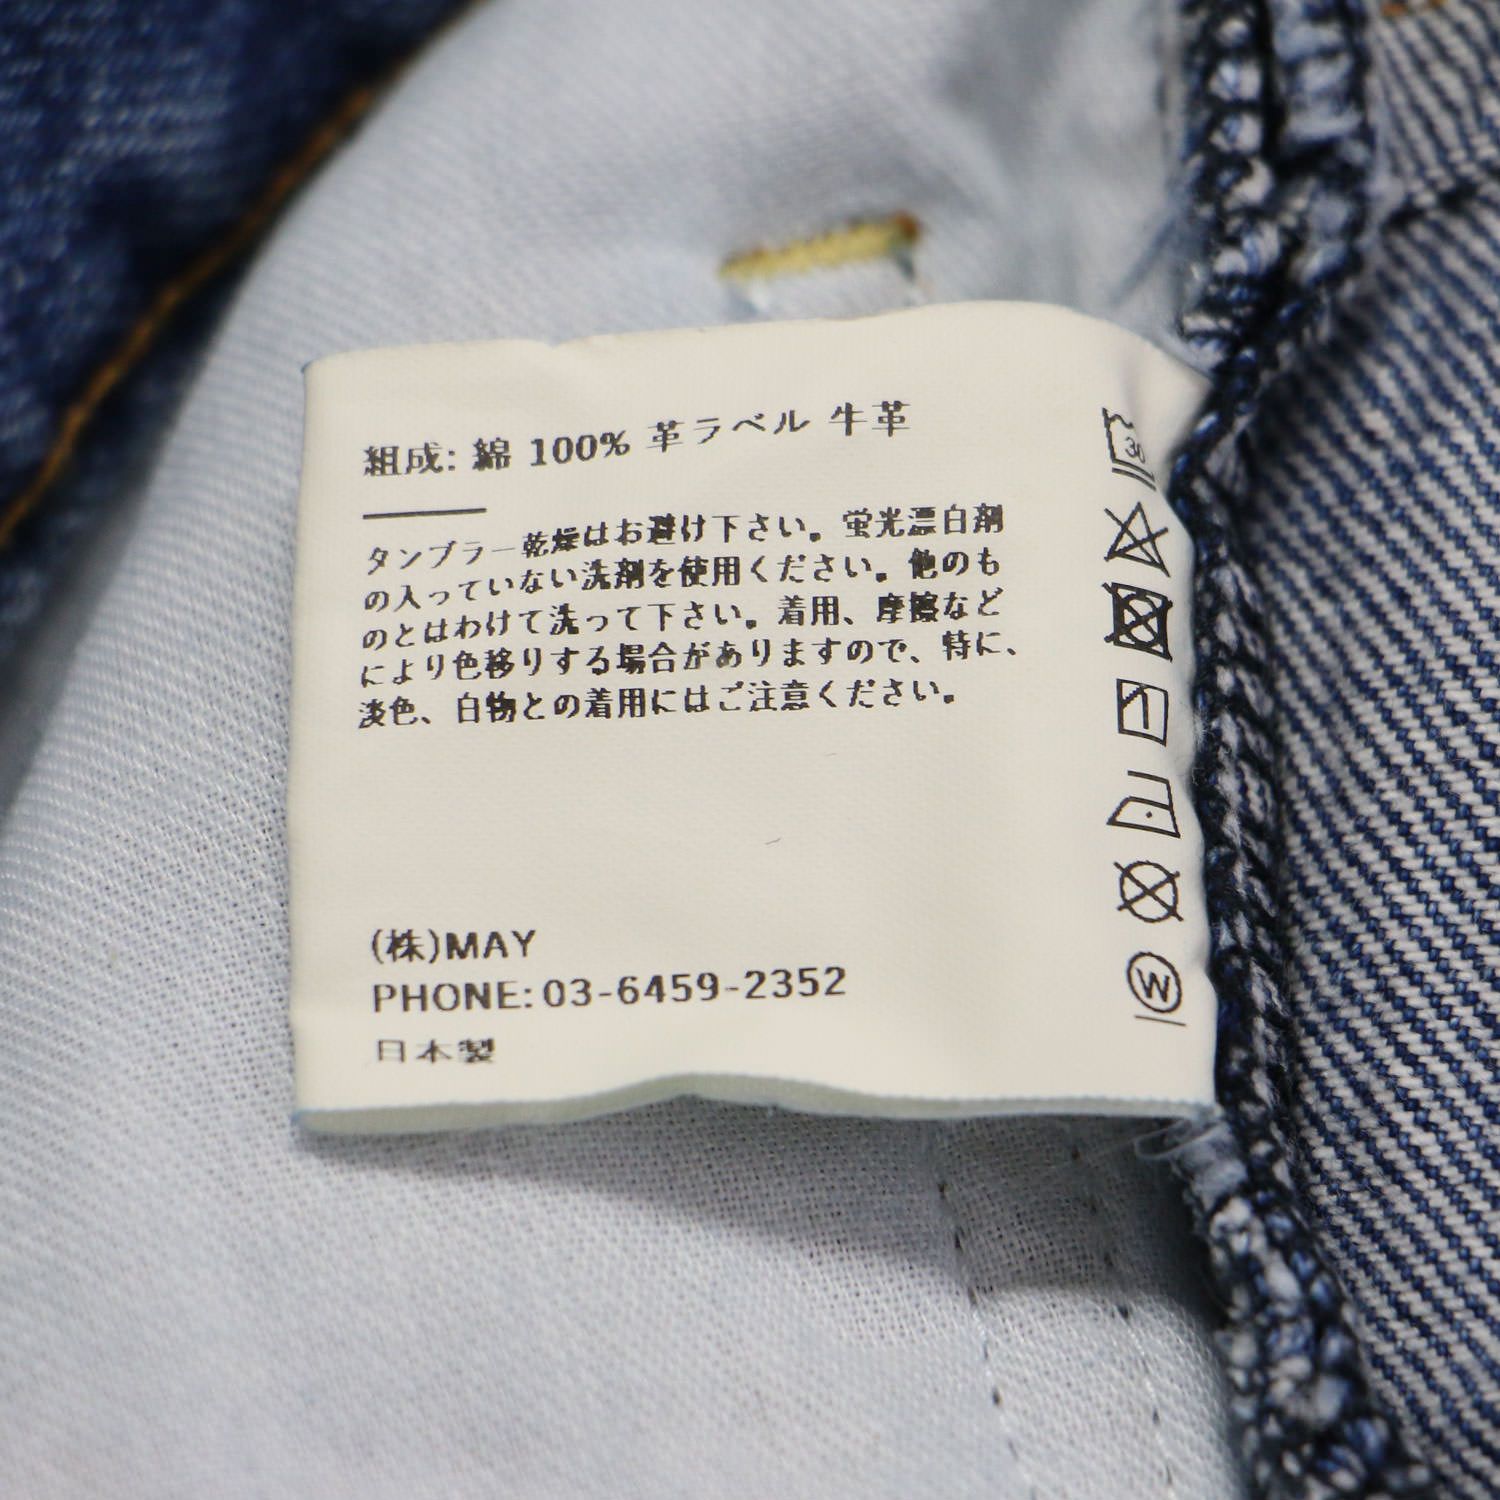 組成: 綿 100% 革ラベル 牛革
タンブラー乾燥はお避け下さい。蛍光漂白剤
の入っていない洗剤を使用ください。他のも
のとはわけて洗って下さい。着用、摩擦など
により色移りする場合がありますので、特に、
淡色、白物との着用にはご注意ください。
(株)MAY
PHONE: 03-6459-2352
日本製
30
W